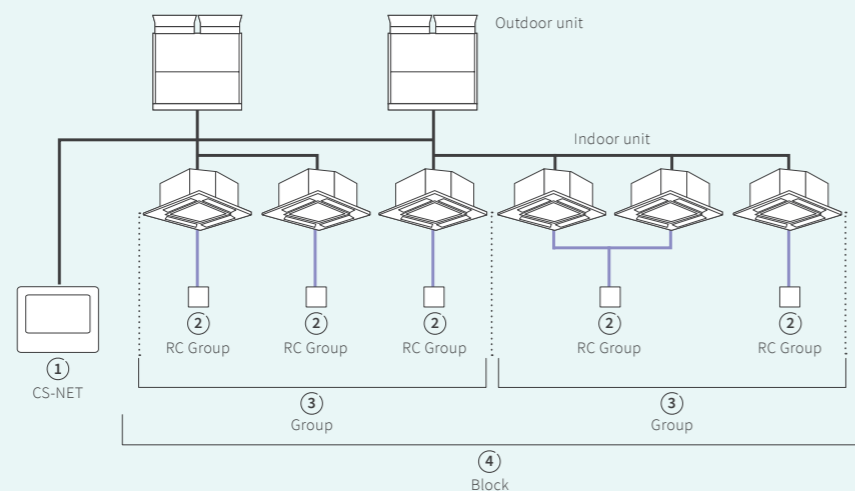 Outdoor unit
Indoor unit
2 2 2 2 2
RC Group RC Group RC Group RC Group RC Group
1
CS-NET
3 3
Group Group
4
Block